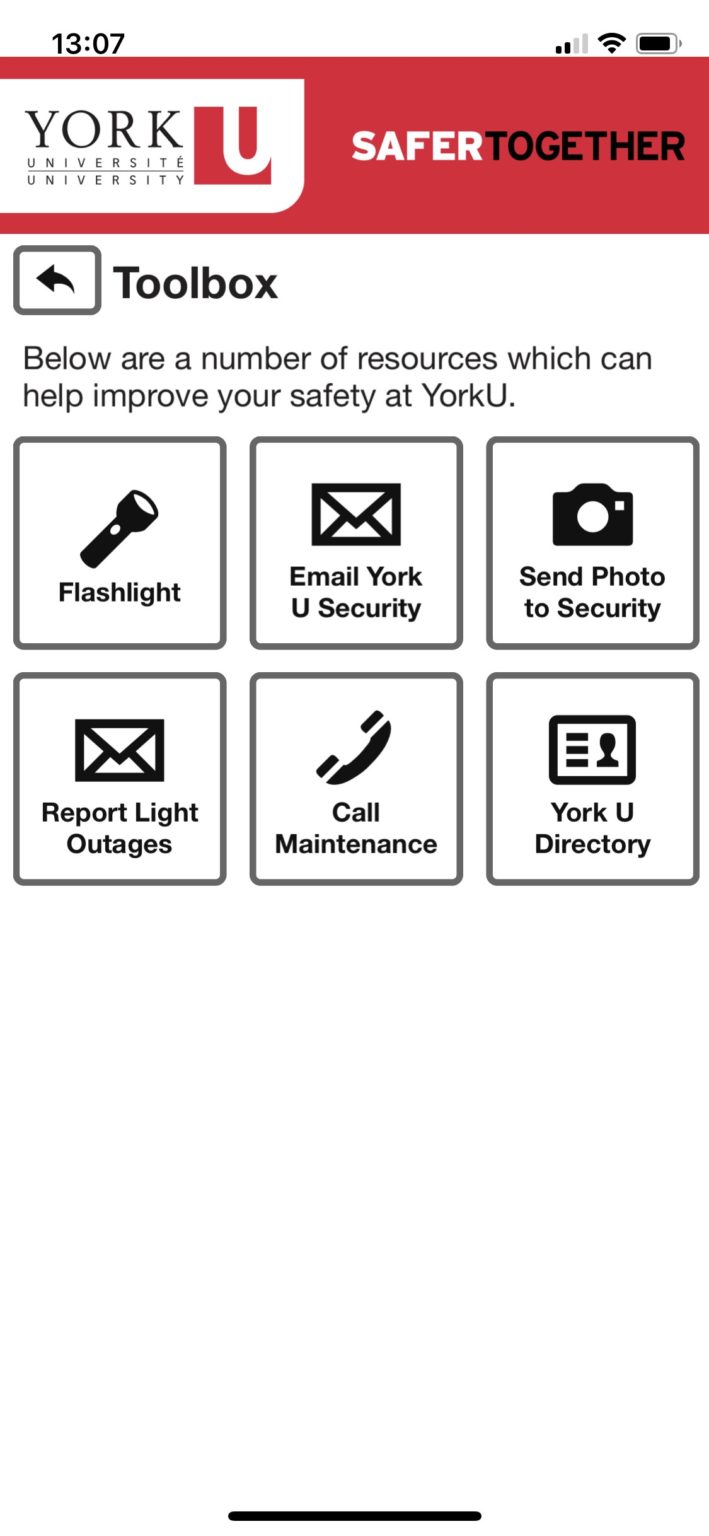 13:07
YORK U
UNIVERSITÉ
UNIVERSITY
SAFERTOGETHER
Toolbox
Below are a number of resources which can
help improve your safety at YorkU.
Flashlight
Email York
U Security
Send Photo
to Security
Report Light
Outages
Call
Maintenance
York U
Directory